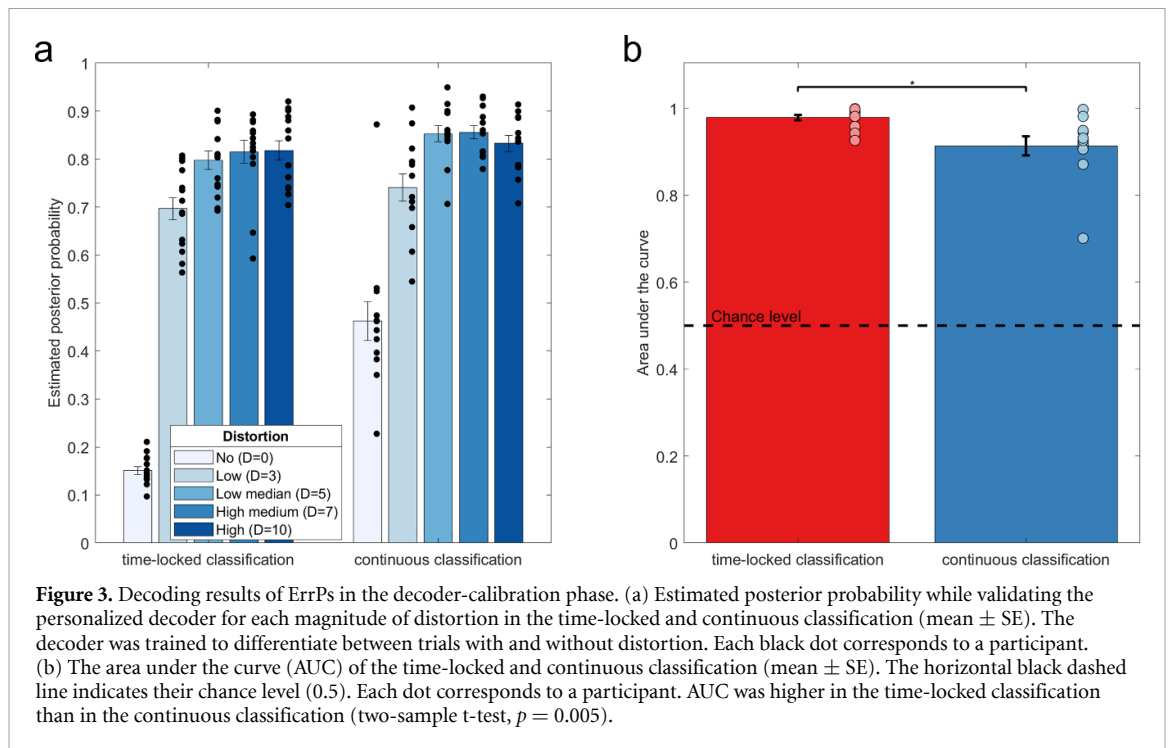 a
b
1
0.9
0.8
0.7
0.6
0.5
0.4
0.3
0.2
0.1
0
Estimated posterior probability
Distortion
No (D=0)
Low (D=3)
Low median (D=5)
High medium (D=7)
High (D=10)
time-locked classification
continuous classification
*
1
0.8
0.6
0.4
0.2
0
Area under the curve
Chance level
time-locked classification
continuous classification
Figure 3. Decoding results of ErrPs in the decoder-calibration phase. (a) Estimated posterior probability while validating the
personalized decoder for each magnitude of distortion in the time-locked and continuous classification (mean ± SE). The
decoder was trained to differentiate between trials with and without distortion. Each black dot corresponds to a participant.
(b) The area under the curve (AUC) of the time-locked and continuous classification (mean ± SE). The horizontal black dashed
line indicates their chance level (0.5). Each dot corresponds to a participant. AUC was higher in the time-locked classification
than in the continuous classification (two-sample t-test, p = 0.005).